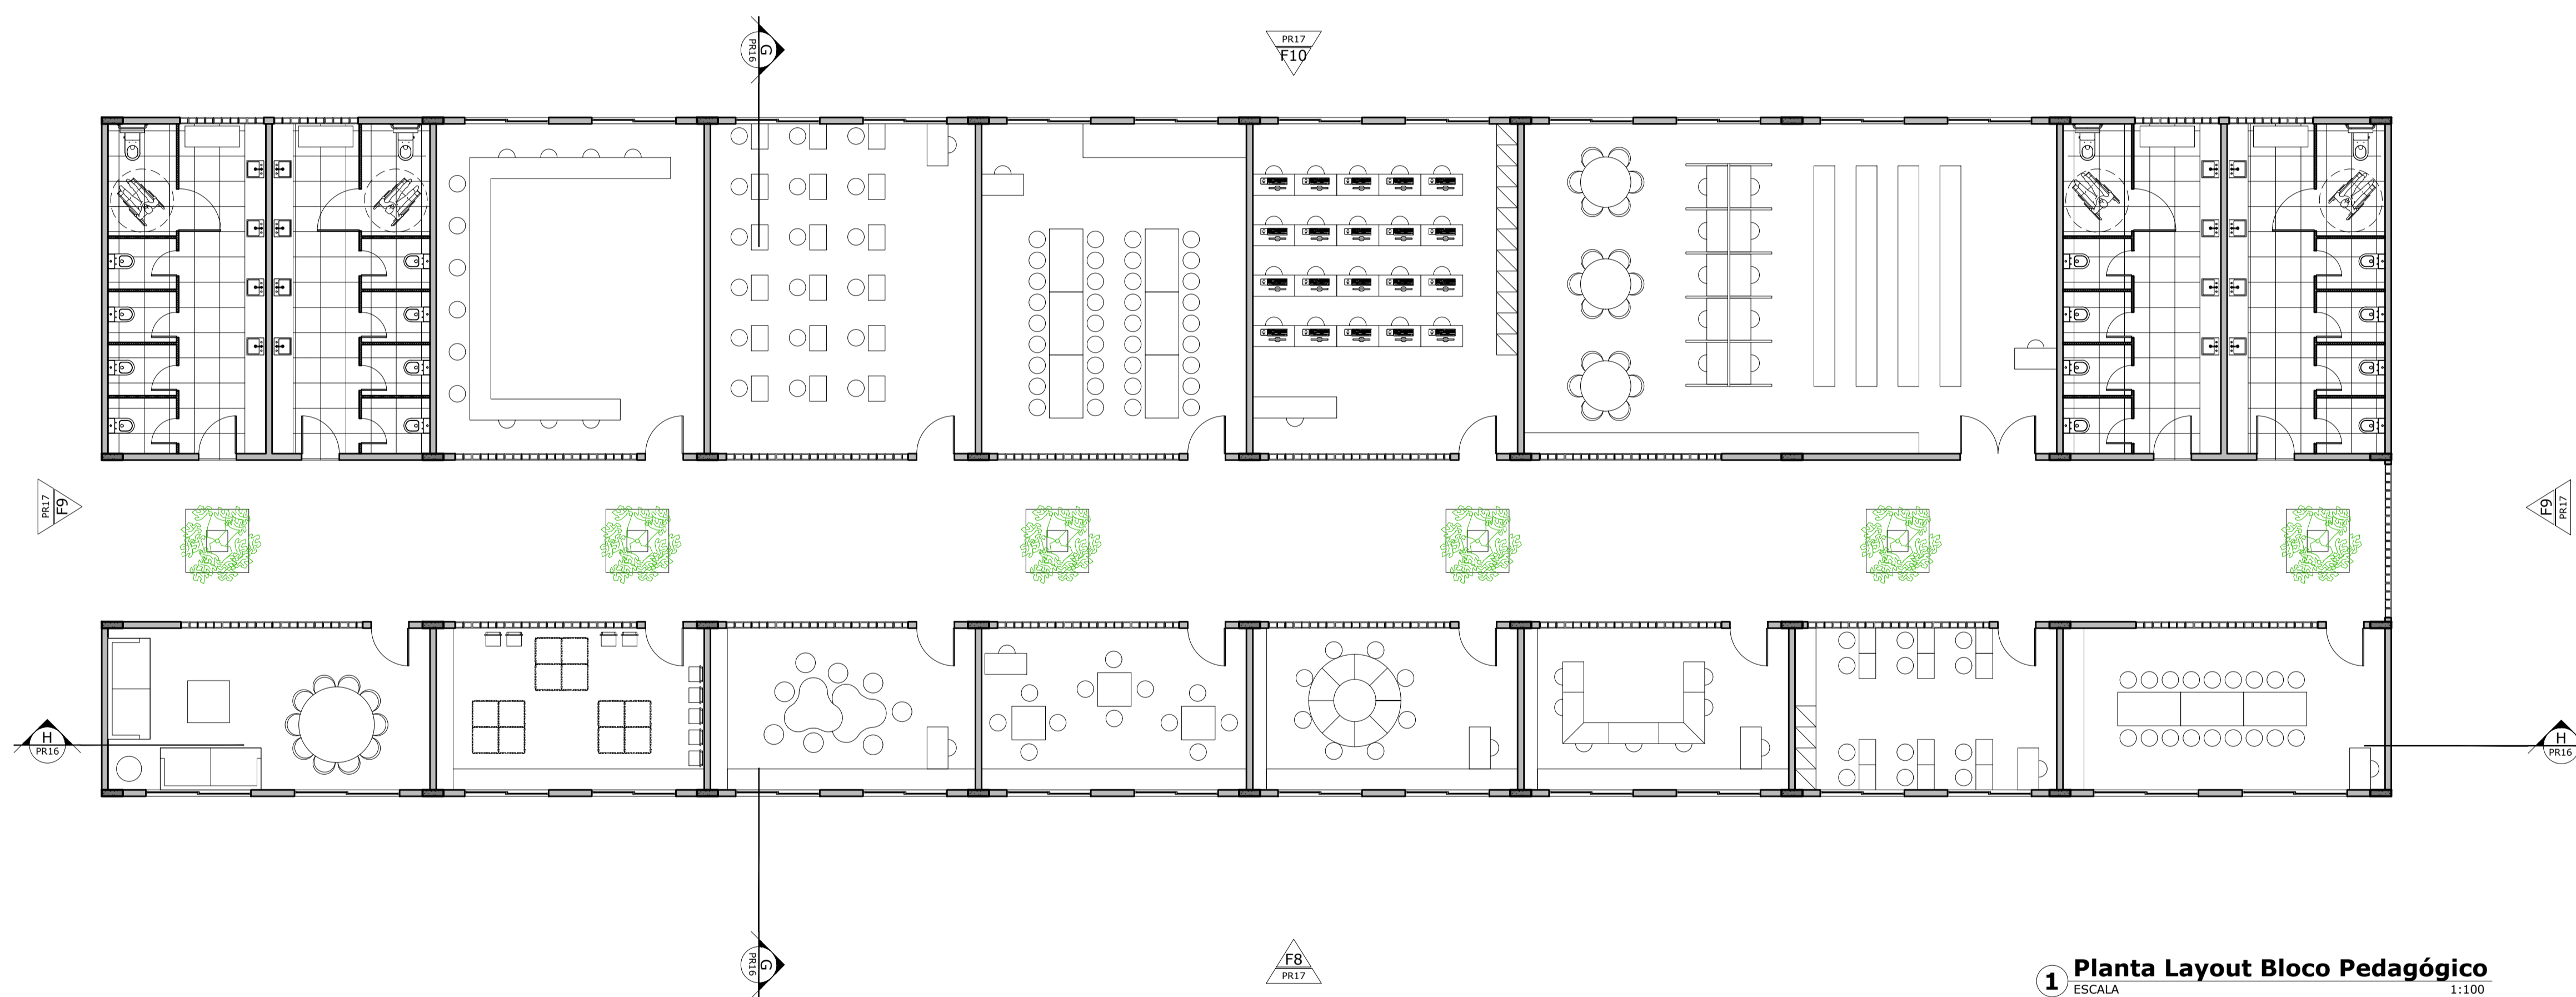 G
PR16
PR17
F10
PR17
F9
F9
PR17
H
PR16
H
PR16
G
PR16
F8
PR17
1 Planta Layout Bloco Pedagógico
ESCALA 1:100